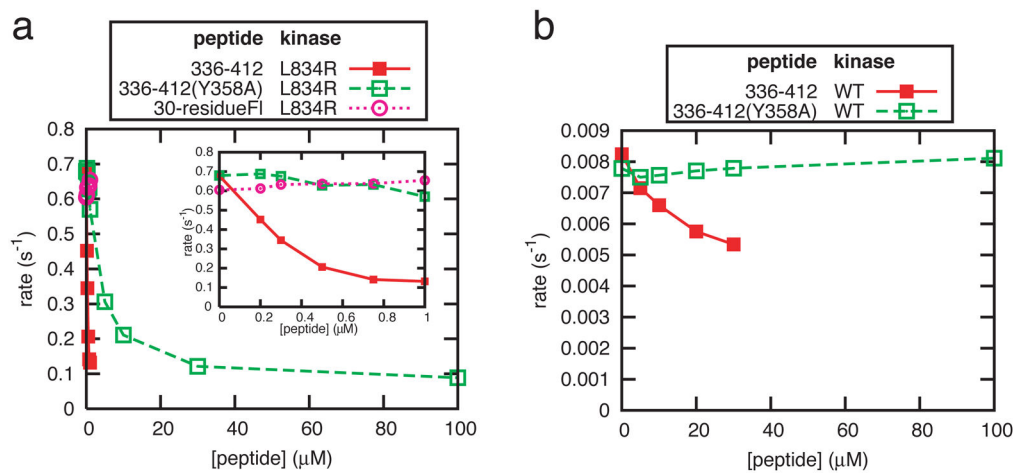 a
peptide kinase
336-412 L834R
336-412(Y358A) L834R
30-residueFl L834R
0.8
0.7
0.6
0.5
0.4
0.3
0.2
0.1
0
rate (s-1)
0 20 40 60 80 100
[peptide] (μM)
0.8
0.7
0.6
0.5
0.4
0.3
0.2
0.1
0
rate (s-1)
0 0.2 0.4 0.6 0.8 1
[peptide] (μM)
b
peptide kinase
336-412 WT
336-412(Y358A) WT
0.009
0.008
0.007
0.006
0.005
0.004
0.003
0.002
0.001
0
rate (s-1)
0 20 40 60 80 100
[peptide] (μM)